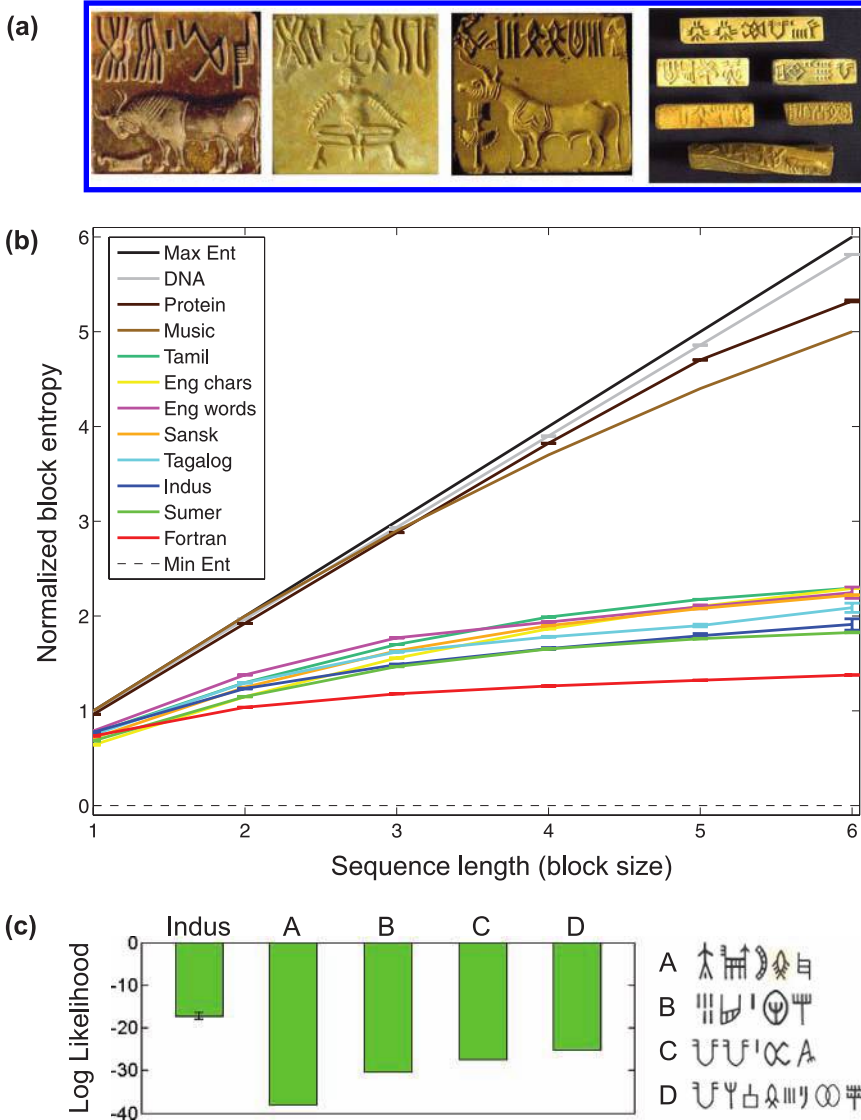 (a)
(b)
Normalized block entropy
6
5
4
3
2
1
0
Max Ent
DNA
Protein
Music
Tamil
Eng chars
Eng words
Sansk
Tagalog
Indus
Sumer
Fortran
Min Ent
1 2 3 4 5 6
Sequence length (block size)
(c)
Indus A B C D
Log Likelihood
0
-10
-20
-30
-40
A
B
C
D